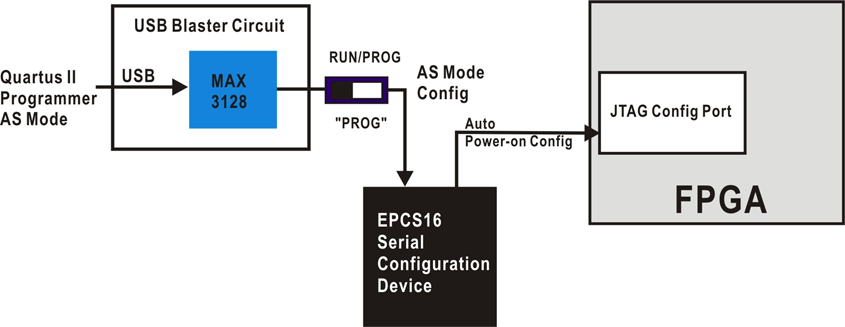 USB Blaster Circuit
Quartus II
Programmer
AS Mode
USB
MAX
3128
RUN/PROG
"PROG"
AS Mode
Config
Auto
Power-on Config
JTAG Config Port
FPGA
EPCS16
Serial
Configuration
Device